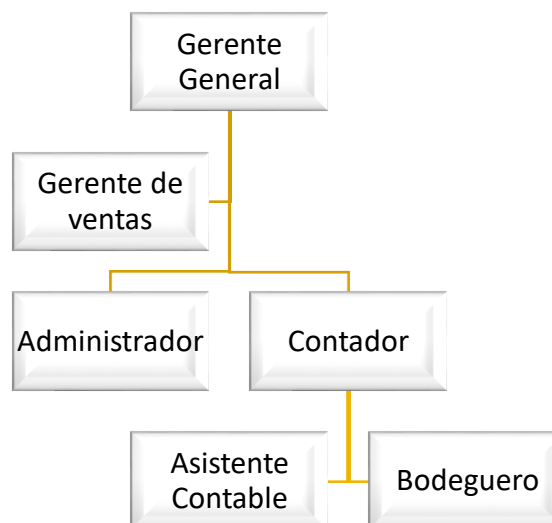 Gerente
General
Gerente de
ventas
Administrador
Contador
Asistente
Contable
Bodeguero